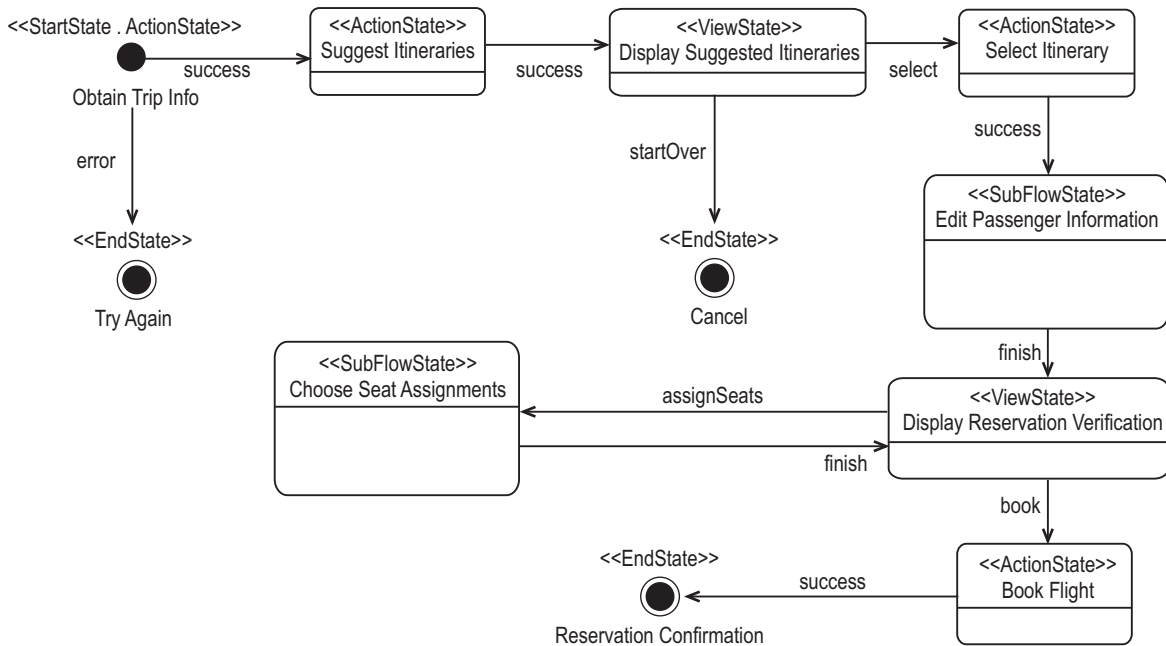 <<StartState . ActionState>>
Obtain Trip Info
success
<<ActionState>>
Suggest Itineraries
success
<<ViewState>>
Display Suggested Itineraries
select
<<ActionState>>
Select Itinerary
error
startOver
success
<<EndState>>
Try Again
<<EndState>>
Cancel
<<SubFlowState>>
Edit Passenger Information
finish
<<SubFlowState>>
Choose Seat Assignments
assignSeats
finish
<<ViewState>>
Display Reservation Verification
book
<<EndState>>
Reservation Confirmation
success
<<ActionState>>
Book Flight